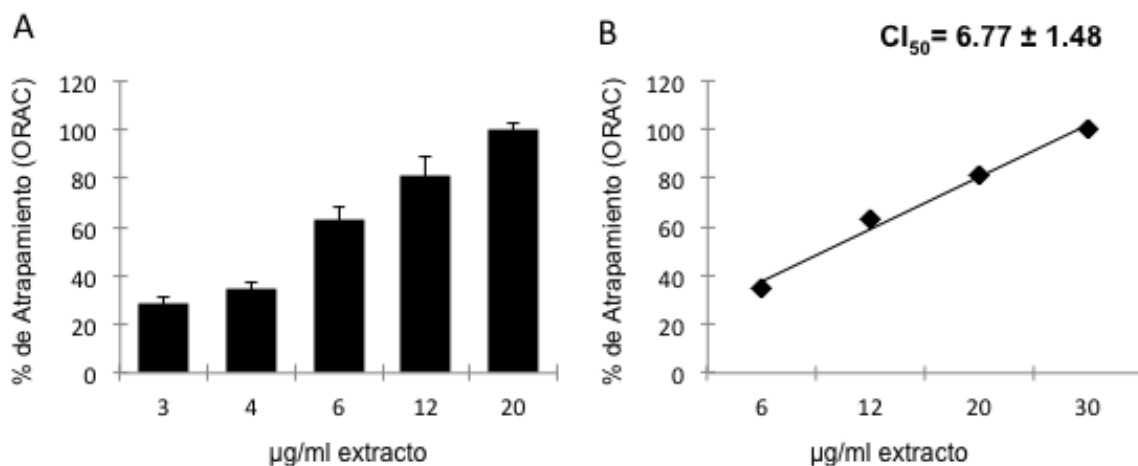 A
% de Atrapamiento (ORAC)
120
100
80
60
40
20
0
3 4 6 12 20
µg/ml extracto
B
CI₅₀= 6.77 ± 1.48
% de Atrapamiento (ORAC)
120
100
80
60
40
20
0
6 12 20 30
µg/ml extracto